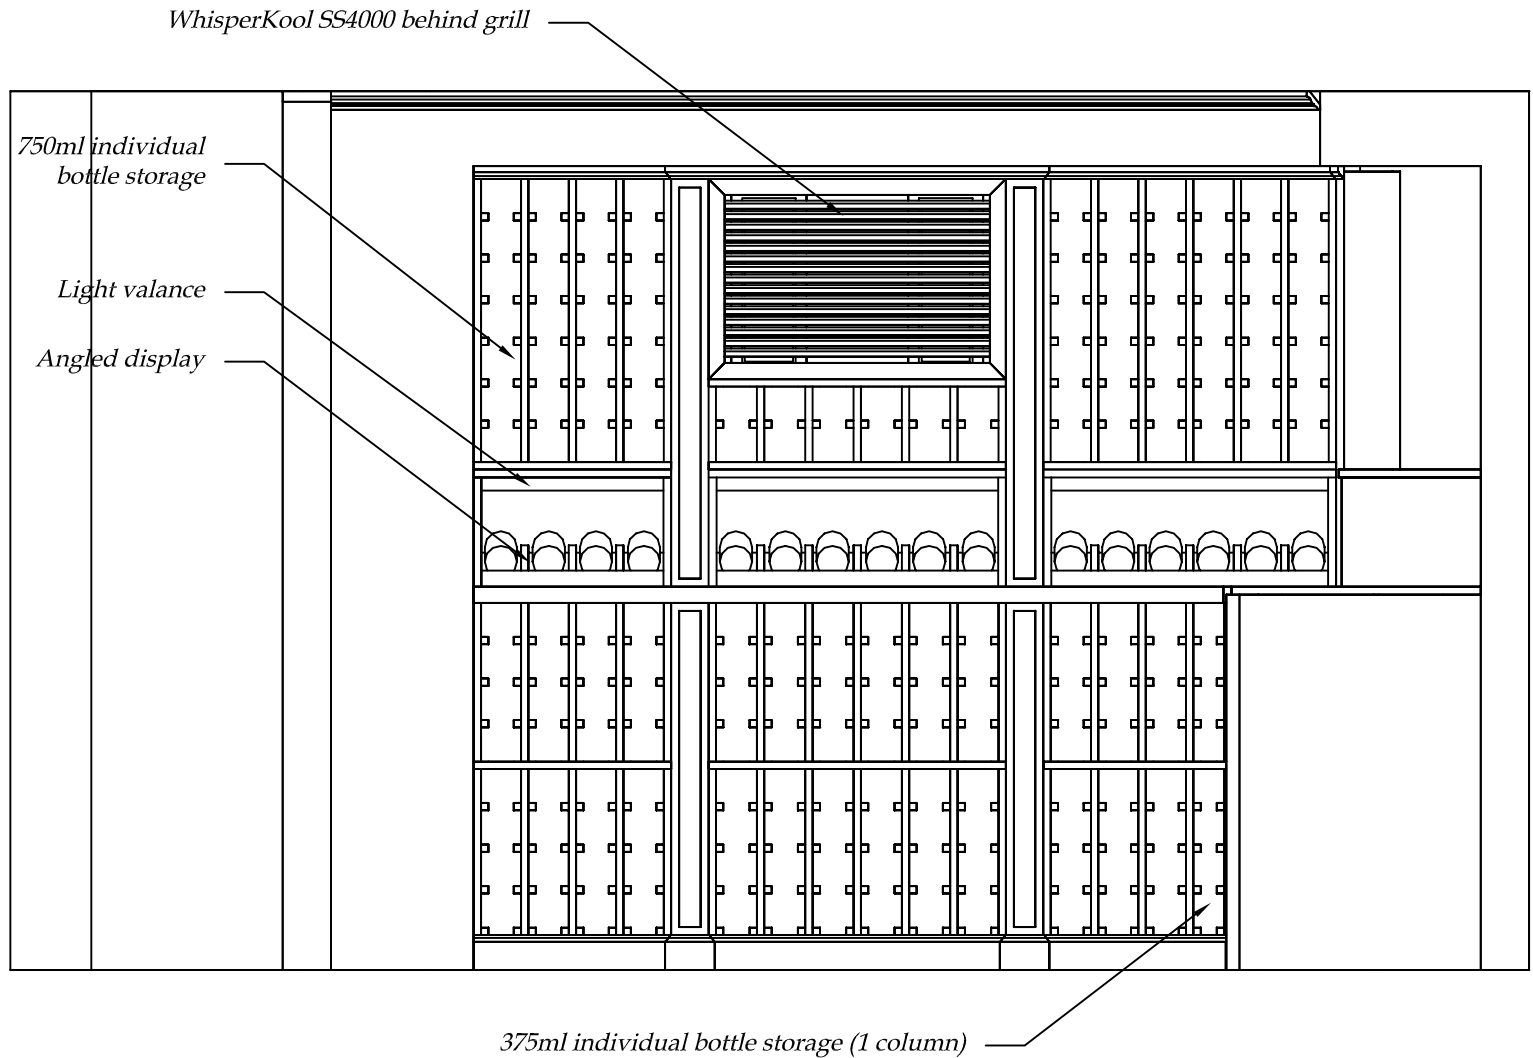 WhisperKool SS4000 behind grill
750ml individual
bottle storage
Light valance
Angled display
375ml individual bottle storage (1 column)